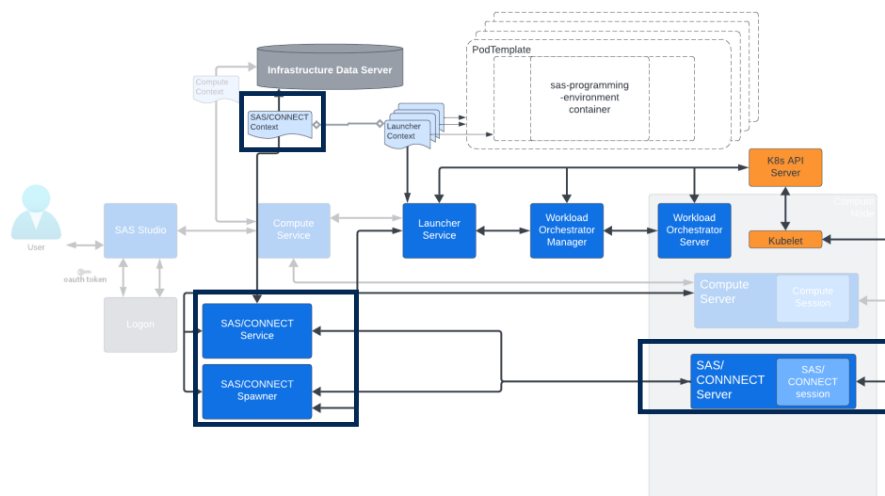 PodTemplate
Infrastructure Data Server
sas-programming
-environment
container
Compute
Context
SAS/CONNECT
Context
Launcher
Context
K8s API
Server
Compute
Node
User
SAS Studio
Compute
Service
Launcher
Service
Workload
Orchestrator
Manager
Workload
Orchestrator
Server
Kubelet
oauth token
Compute
Server
Compute
Session
Logon
SAS/CONNECT
Service
SAS/
CONNNECT
Server
SAS/
CONNECT
session
SAS/CONNECT
Spawner